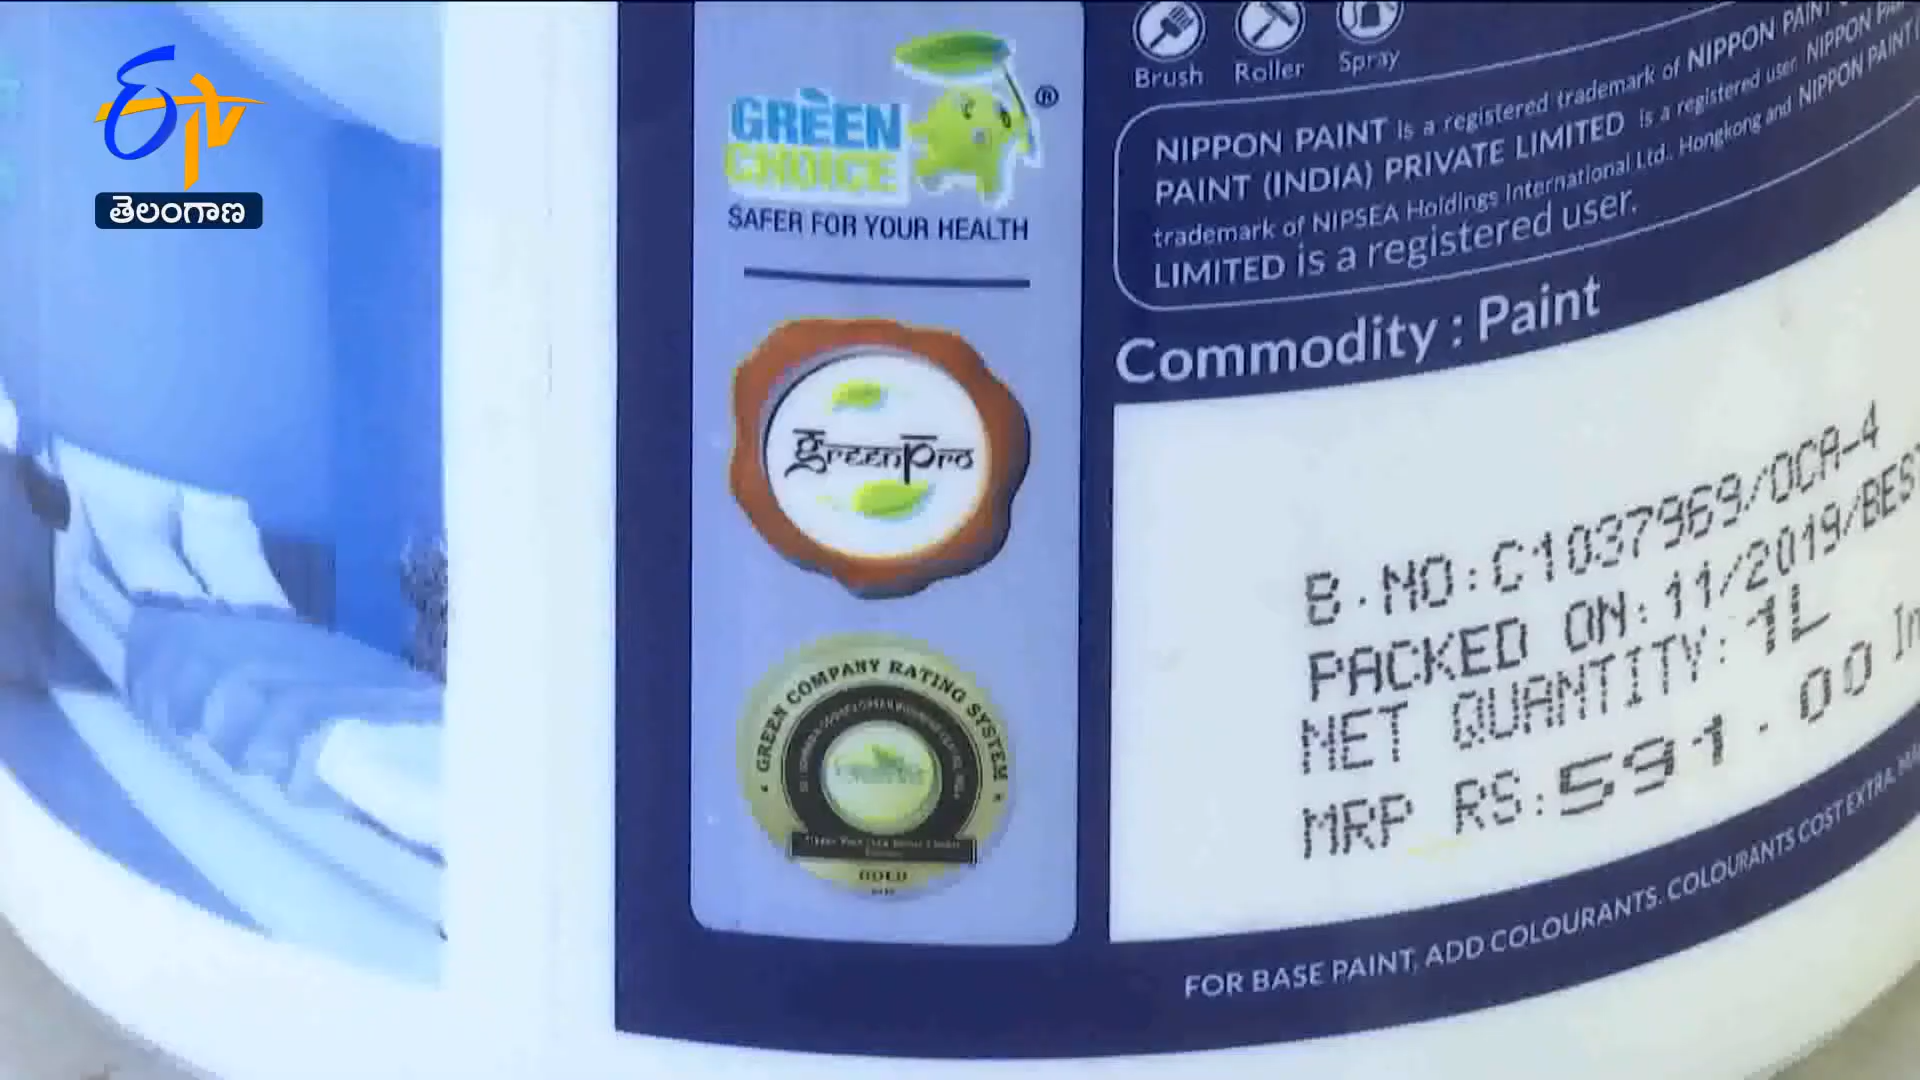 ETV
తెలంగాణ
GREEN
CHOICE
®
SAFER FOR YOUR HEALTH
greenpro
GREEN COMPANY RATING SYSTEM
GOLD
Brush Roller Spray
NIPPON PAINT is a registered trademark of NIPPON PAINT
PAINT (INDIA) PRIVATE LIMITED is a registered user. NIPPON
trademark of NIPSEA Holdings International Ltd., Hongkong and NIPPON PAINT
LIMITED is a registered user.
Commodity : Paint
B.NO:C1037969/OCA-4
PACKED ON:11/2019/BEST
NET QUANTITY:1L
MRP RS:591.00
FOR BASE PAINT, ADD COLOURANTS. COLOURANTS COST EXTRA.